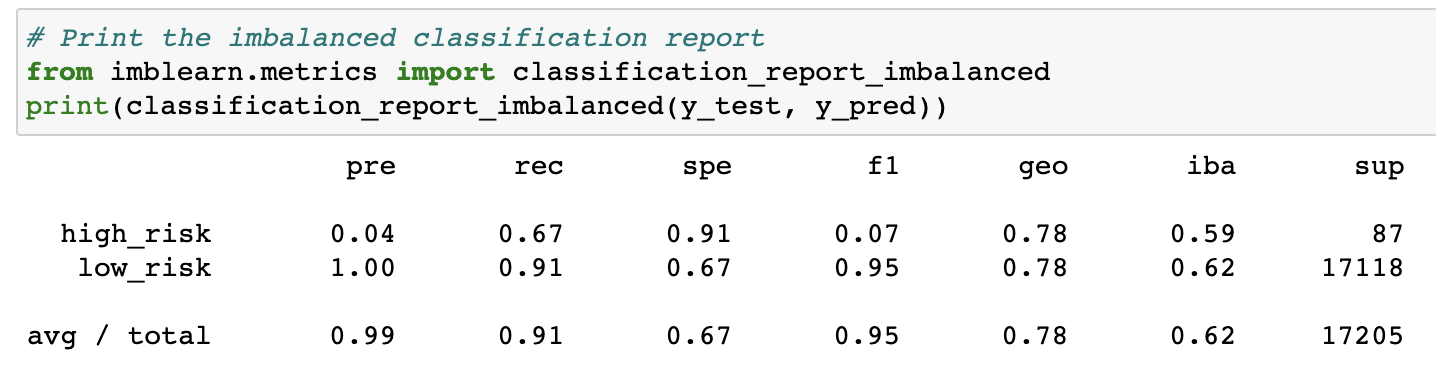 # Print the imbalanced classification report
from imblearn.metrics import classification_report_imbalanced
print(classification_report_imbalanced(y_test, y_pred))
pre rec spe f1 geo iba sup
high_risk 0.04 0.67 0.91 0.07 0.78 0.59 87
low_risk 1.00 0.91 0.67 0.95 0.78 0.62 17118
avg / total 0.99 0.91 0.67 0.95 0.78 0.62 17205